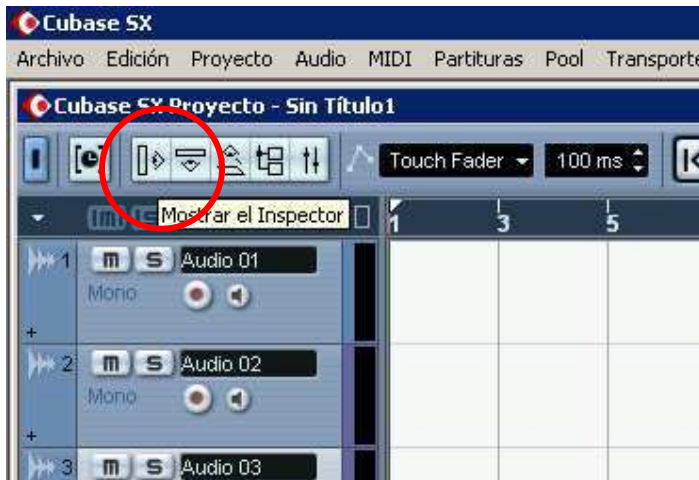 Cubase SX
Archivo Edición Proyecto Audio MIDI Partituras Pool Transporte
Cubase SX Proyecto - Sin Título1
Touch Fader 100 ms
Mostrar el Inspector
1 3 5
1 m S Audio 01
Mono
+
2 m S Audio 02
Mono
+
3 m S Audio 03